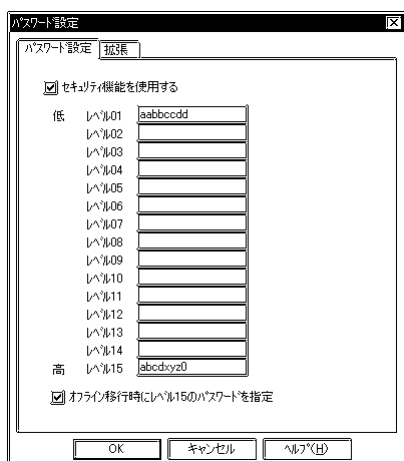 パスワード設定
パスワード設定 拡張
セキュリティ機能を使用する
低 レベル01 aabbccdd
レベル02
レベル03
レベル04
レベル05
レベル06
レベル07
レベル08
レベル09
レベル10
レベル11
レベル12
レベル13
レベル14
高 レベル15 abcdxyz0
オフライン移行時にレベル15のパスワードを指定
OK キャンセル ヘルプ(H)